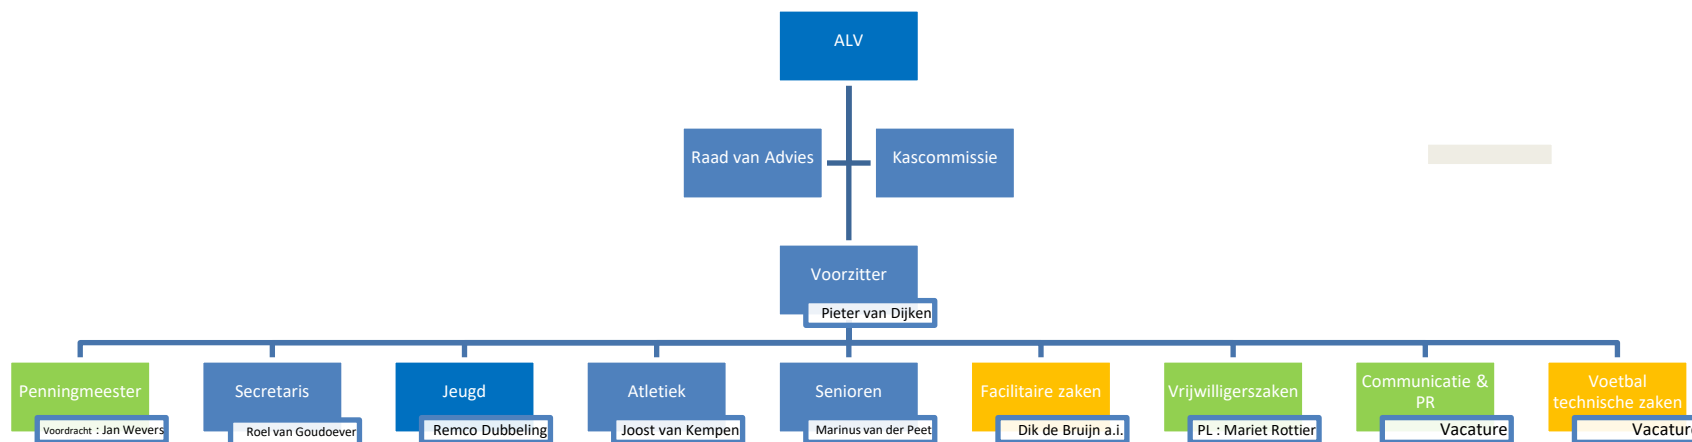 ALV
Raad van Advies
Kascommissie
Voorzitter
Pieter van Dijken
Penningmeester
Voordracht : Jan Wevers
Secretaris
Roel van Goudoever
Jeugd
Remco Dubbeling
Atletiek
Joost van Kempen
Senioren
Marinus van der Peet
Facilitaire zaken
Dik de Bruijn a.i.
Vrijwilligerszaken
PL : Mariet Rottier
Communicatie &
PR
Vacature
Voetbal
technische zaken
Vacature